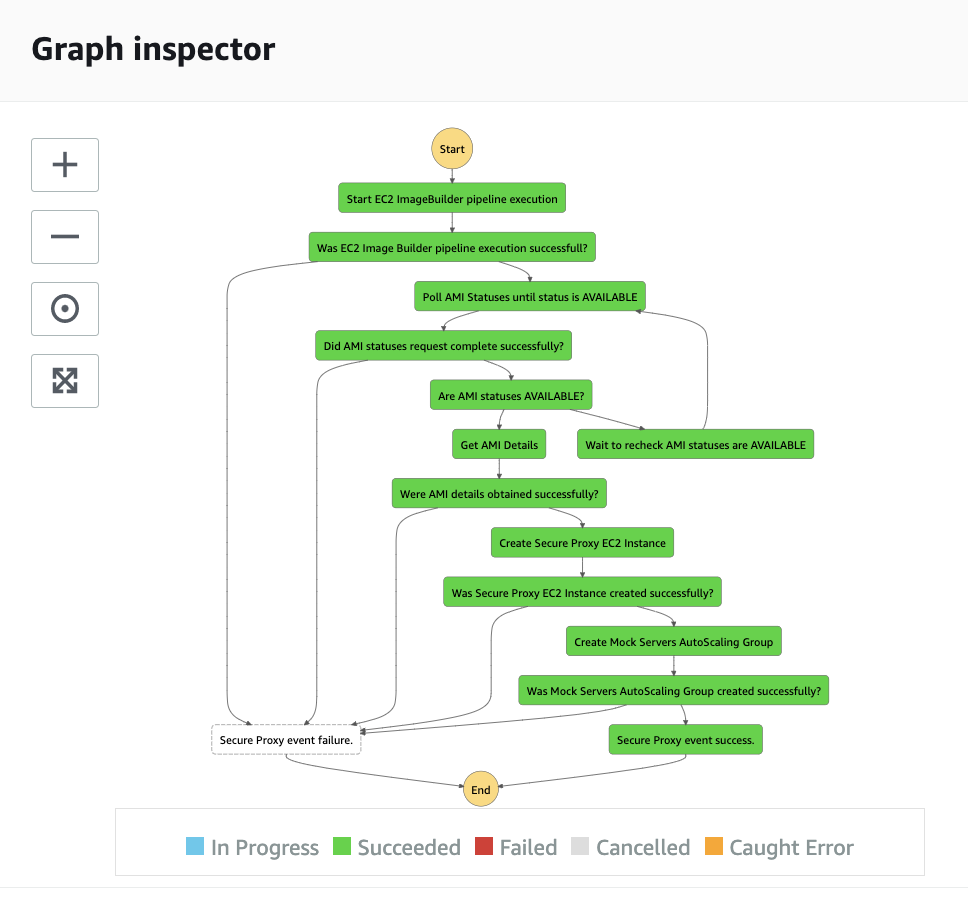 Graph inspector
Start
Start EC2 ImageBuilder pipeline execution
Was EC2 Image Builder pipeline execution successfull?
Poll AMI Statuses until status is AVAILABLE
Did AMI statuses request complete successfully?
Are AMI statuses AVAILABLE?
Get AMI Details
Wait to recheck AMI statuses are AVAILABLE
Were AMI details obtained successfully?
Create Secure Proxy EC2 Instance
Was Secure Proxy EC2 Instance created successfully?
Create Mock Servers AutoScaling Group
Was Mock Servers AutoScaling Group created successfully?
Secure Proxy event failure.
Secure Proxy event success.
End
In Progress Succeeded Failed Cancelled Caught Error